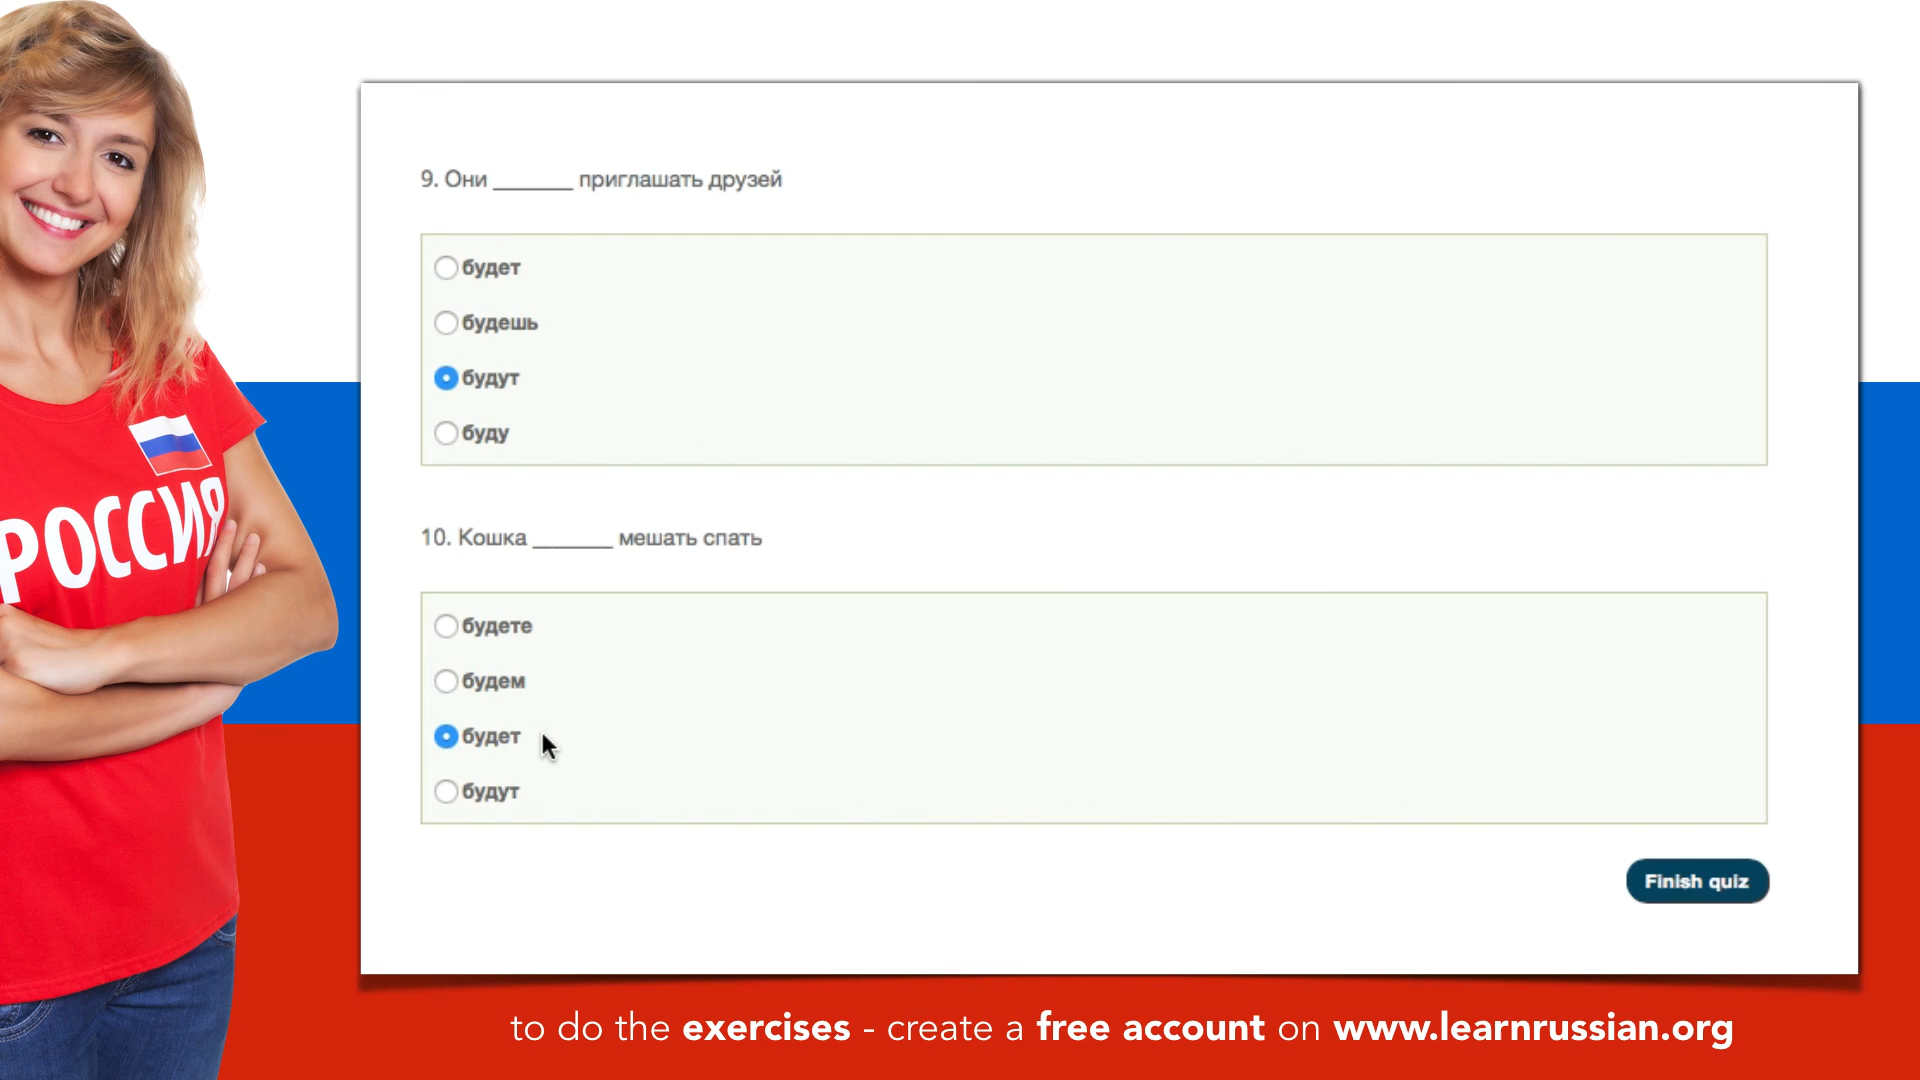 РОССИЯ
9. Они _______ приглашать друзей
будет
будешь
будут
буду
10. Кошка _______ мешать спать
будете
будем
будет
будут
Finish quiz
to do the exercises - create a free account on www.learnrussian.org